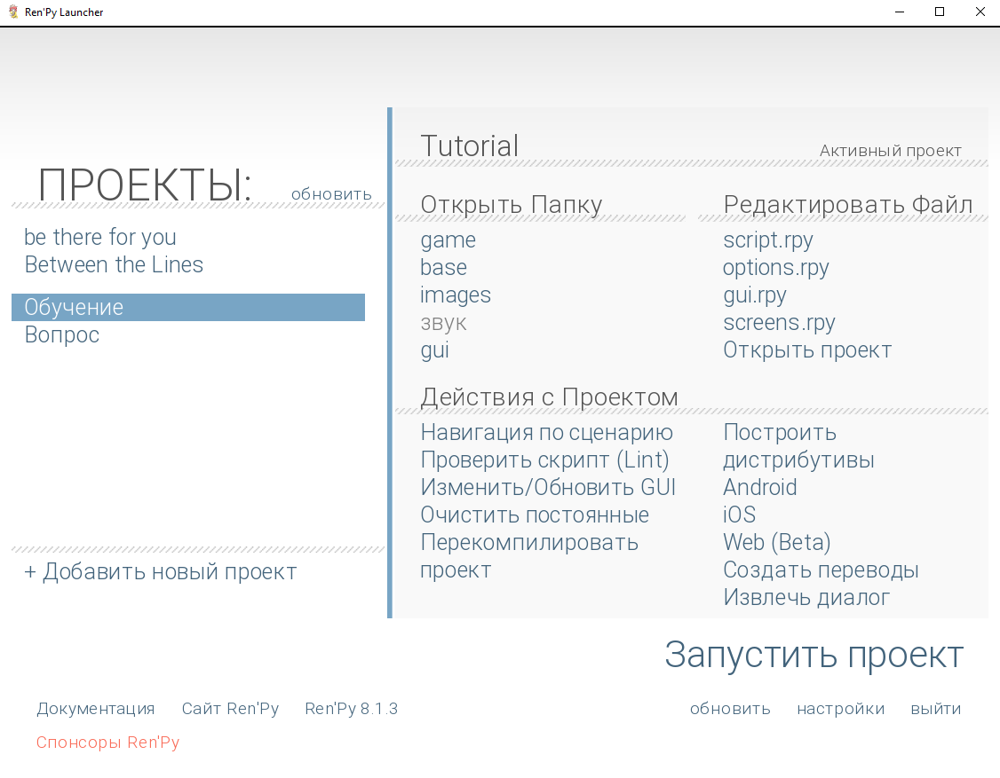 Ren'Py Launcher
ПРОЕКТЫ:
обновить
be there for you
Between the Lines
Обучение
Вопрос
+ Добавить новый проект
Tutorial
Активный проект
Открыть Папку
game
base
images
звук
gui
Редактировать Файл
script.rpy
options.rpy
gui.rpy
screens.rpy
Открыть проект
Действия с Проектом
Навигация по сценарию
Проверить скрипт (Lint)
Изменить/Обновить GUI
Очистить постоянные
Перекомпилировать
проект
Построить
дистрибутивы
Android
iOS
Web (Beta)
Создать переводы
Извлечь диалог
Запустить проект
Документация
Сайт Ren'Py
Ren'Py 8.1.3
обновить
настройки
выйти
Спонсоры Ren'Py